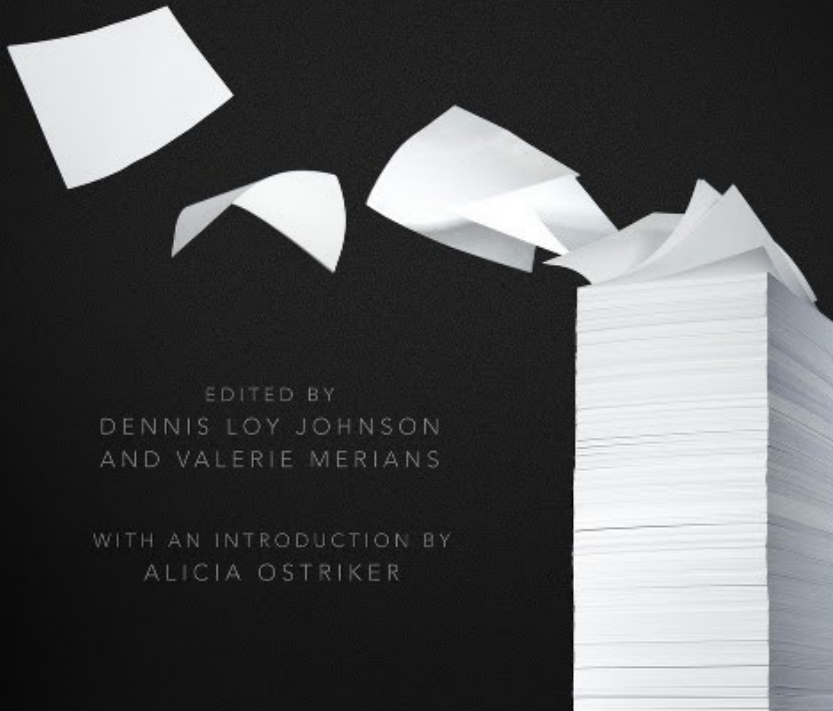 EDITED BY
DENNIS LOY JOHNSON
AND VALERIE MERIANS
WITH AN INTRODUCTION BY
ALICIA OSTRIKER